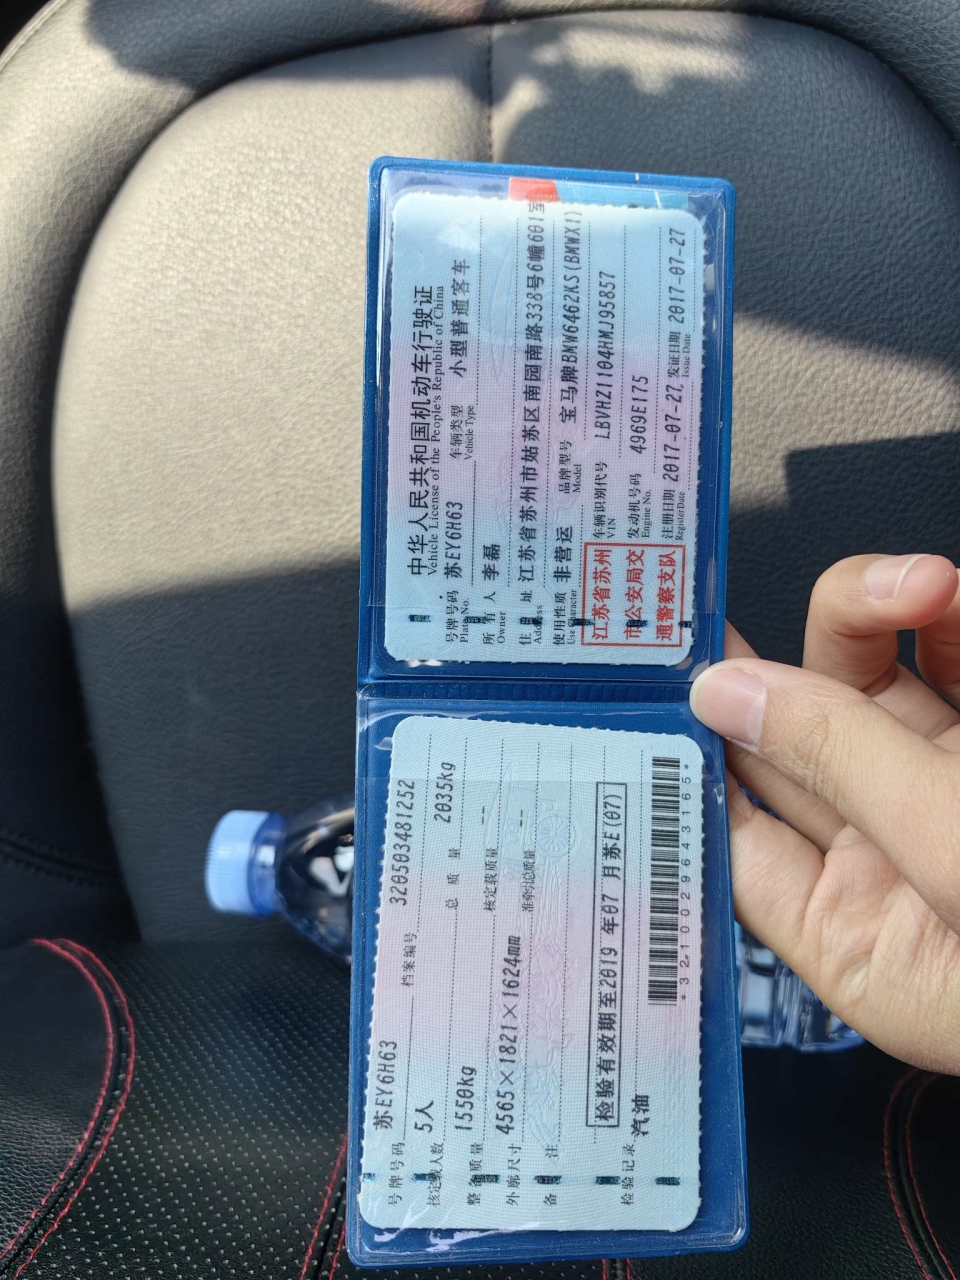 中华人民共和国机动车行驶证
Vehicle License of the People's Republic of China
号牌号码 苏EY6H63 车辆类型 小型普通客车
Plate No. Vehicle Type
所有人 李磊
Owner
住址 江苏省苏州市姑苏区南园南路338号6幢601室
Address
使用性质 非营运 品牌型号 宝马牌BMW6462KS(BMWX1)
Use Character Model
江苏省苏州
市公安局交
通警察支队
车辆识别代号 LBVHZ1104HMJ95857
VIN
发动机号码 4969E175
Engine No.
注册日期 2017-07-27 发证日期 2017-07-27
Register Date Issue Date
号牌号码 苏EY6H63 档案编号 320503481252
核定载人数 5人 总质量 2035kg
整备质量 1550kg 核定载质量 --
外廓尺寸 4565×1821×1624mm 准牵引总质量 --
备注
检验有效期至2019年07月苏E(07)
检验记录 汽油
*3210029643165*